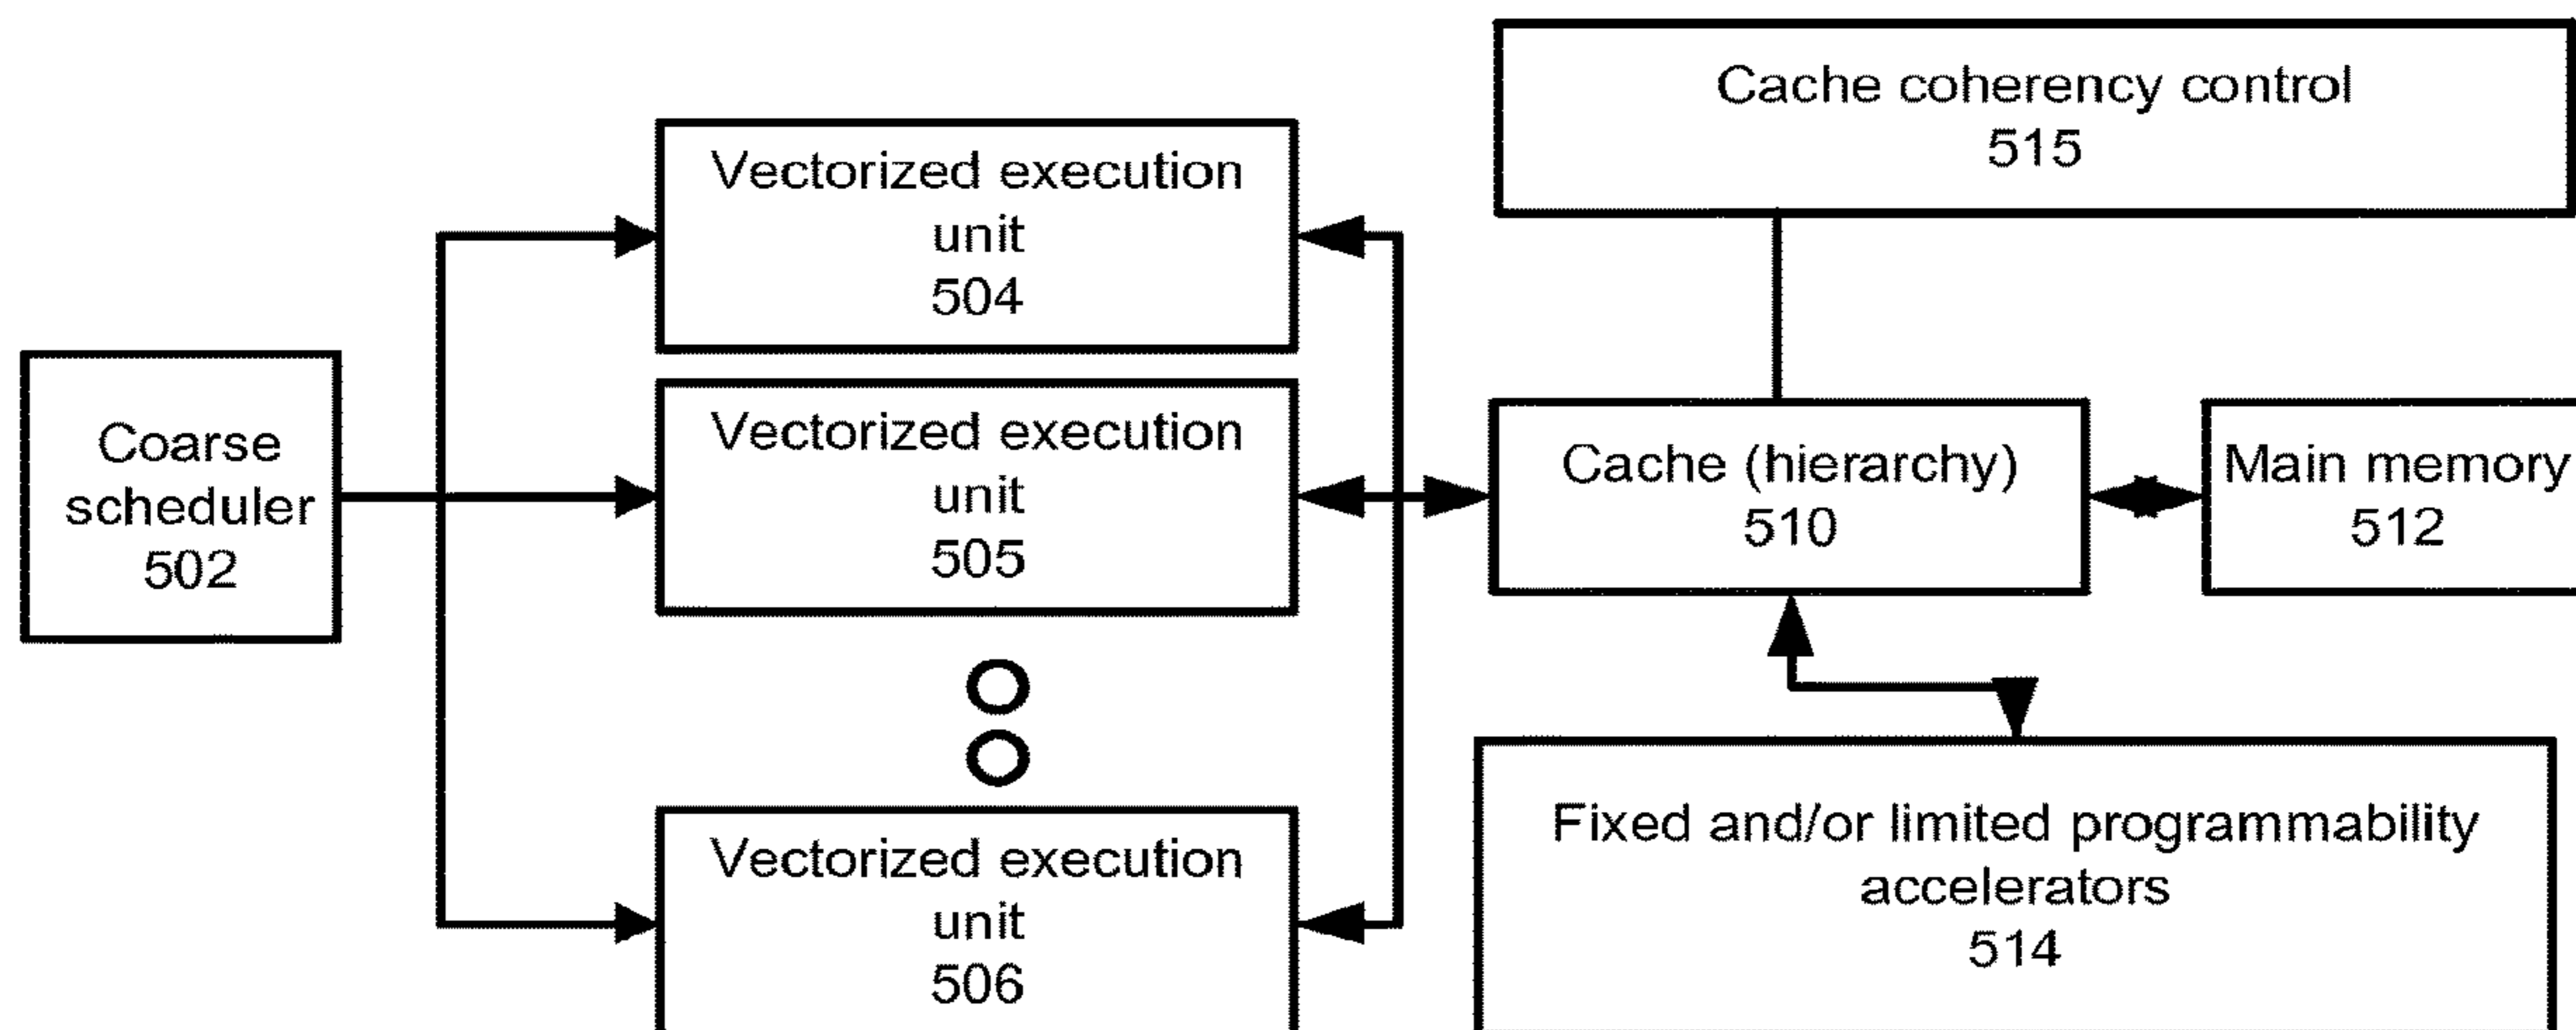 Cache coherency control
515
Vectorized execution
unit
504
Coarse
scheduler
502
Vectorized execution
unit
505
Cache (hierarchy)
510
Main memory
512
Vectorized execution
unit
506
Fixed and/or limited programmability
accelerators
514